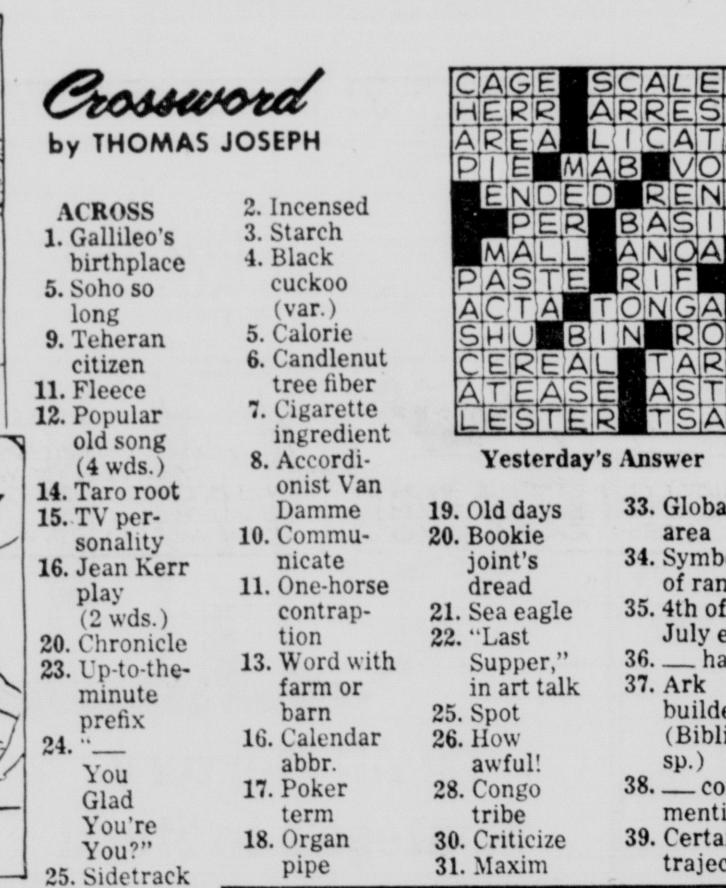 Crossword
by THOMAS JOSEPH
ACROSS
1. Gallileo's
birthplace
5. Soho so
long
9. Teheran
citizen
11. Fleece
12. Popular
old song
(4 wds.)
14. Taro root
15. TV per-
sonality
16. Jean Kerr
play
(2 wds.)
20. Chronicle
23. Up-to-the-
minute
prefix
24. "__
You
Glad
You're
You?"
25. Sidetrack
2. Incensed
3. Starch
4. Black
cuckoo
(var.)
5. Calorie
6. Candlenut
tree fiber
7. Cigarette
ingredient
8. Accordi-
onist Van
Damme
10. Commu-
nicate
11. One-horse
contrap-
tion
13. Word with
farm or
barn
16. Calendar
abbr.
17. Poker
term
18. Organ
pipe
CAGE SCALE
HERR ARRES
AREA LICAT
PIE MAB VO
ENDED REN
PER BASI
MALL ANOA
PASTE RIF
ACTA TONGA
SHU BIN RO
CEREAL TAR
ATEASE AST
LESTER TSA
Yesterday's Answer
19. Old days
20. Bookie
joint's
dread
21. Sea eagle
22. "Last
Supper,"
in art talk
25. Spot
26. How
awful!
28. Congo
tribe
30. Criticize
31. Maxim
33. Globa
area
34. Symb
of ran
35. 4th of
July e
36. __ ha
37. Ark
builde
(Bibli
sp.)
38. __ co
menti
39. Certa
trajec